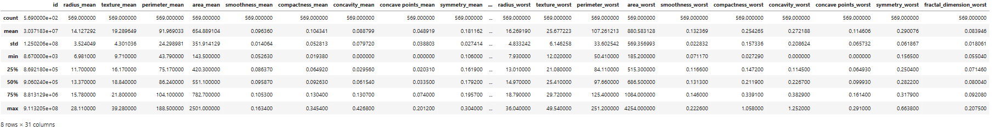 id radius_mean texture_mean perimeter_mean area_mean smoothness_mean compactness_mean concavity_mean concave points_mean symmetry_mean ... radius_worst texture_worst perimeter_worst area_worst smoothness_worst compactness_worst concavity_worst concave points_worst symmetry_worst fractal_dimension_worst
count 5.690000e+02 569.000000 569.000000 569.000000 569.000000 569.000000 569.000000 569.000000 569.000000 569.000000 ... 569.000000 569.000000 569.000000 569.000000 569.000000 569.000000 569.000000 569.000000 569.000000 569.000000
mean 3.037183e+07 14.127292 19.289649 91.969033 654.889104 0.096360 0.104341 0.088799 0.048919 0.181162 ... 16.269190 25.677223 107.261213 880.583128 0.132369 0.254265 0.272188 0.114606 0.290076 0.083946
std 1.250206e+08 3.524049 4.301036 24.298981 351.914129 0.014064 0.052813 0.079720 0.038803 0.027414 ... 4.833242 6.146258 33.602542 569.356993 0.022832 0.157336 0.208624 0.065732 0.061867 0.018061
min 8.670000e+03 6.981000 9.710000 43.790000 143.500000 0.052630 0.019380 0.000000 0.000000 0.106000 ... 7.930000 12.020000 50.410000 185.200000 0.071170 0.027290 0.000000 0.000000 0.156500 0.055040
25% 8.692180e+05 11.700000 16.170000 75.170000 420.300000 0.086370 0.064920 0.029560 0.020310 0.161900 ... 13.010000 21.080000 84.110000 515.300000 0.116600 0.147200 0.114500 0.064930 0.250400 0.071460
50% 9.060240e+05 13.370000 18.840000 86.240000 551.100000 0.095870 0.092630 0.061540 0.033500 0.179200 ... 14.970000 25.410000 97.660000 686.500000 0.131300 0.211900 0.226700 0.099930 0.282200 0.080040
75% 8.813129e+06 15.780000 21.800000 104.100000 782.700000 0.105300 0.130400 0.130700 0.074000 0.195700 ... 18.790000 29.720000 125.400000 1084.000000 0.146000 0.339100 0.382900 0.161400 0.317900 0.092080
max 9.113205e+08 28.110000 39.280000 188.500000 2501.000000 0.163400 0.345400 0.426800 0.201200 0.304000 ... 36.040000 49.540000 251.200000 4254.000000 0.222600 1.058000 1.252000 0.291000 0.663800 0.207500
8 rows × 31 columns